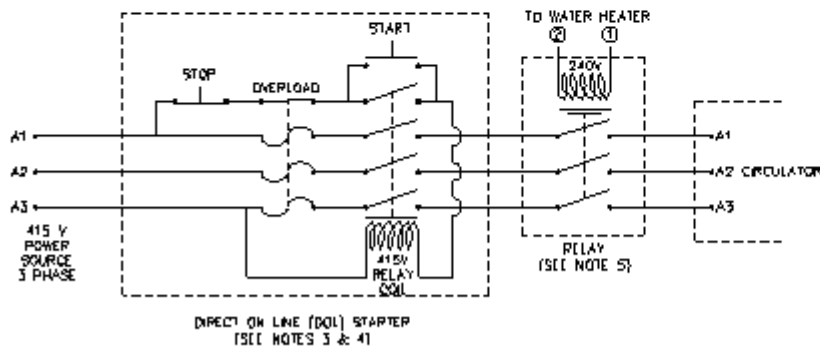 START
TO WATER HEATER
② ①
STOP
OVERLOAD
240V
A1
A2
A3
A1
A2 CIRCULATOR
A3
415 V
POWER
SOURCE
3 PHASE
415V
RELAY
COIL
RELAY
(SEE NOTE 5)
DIRECT ON LINE (DOL) STARTER
(SEE NOTES 3 & 4)